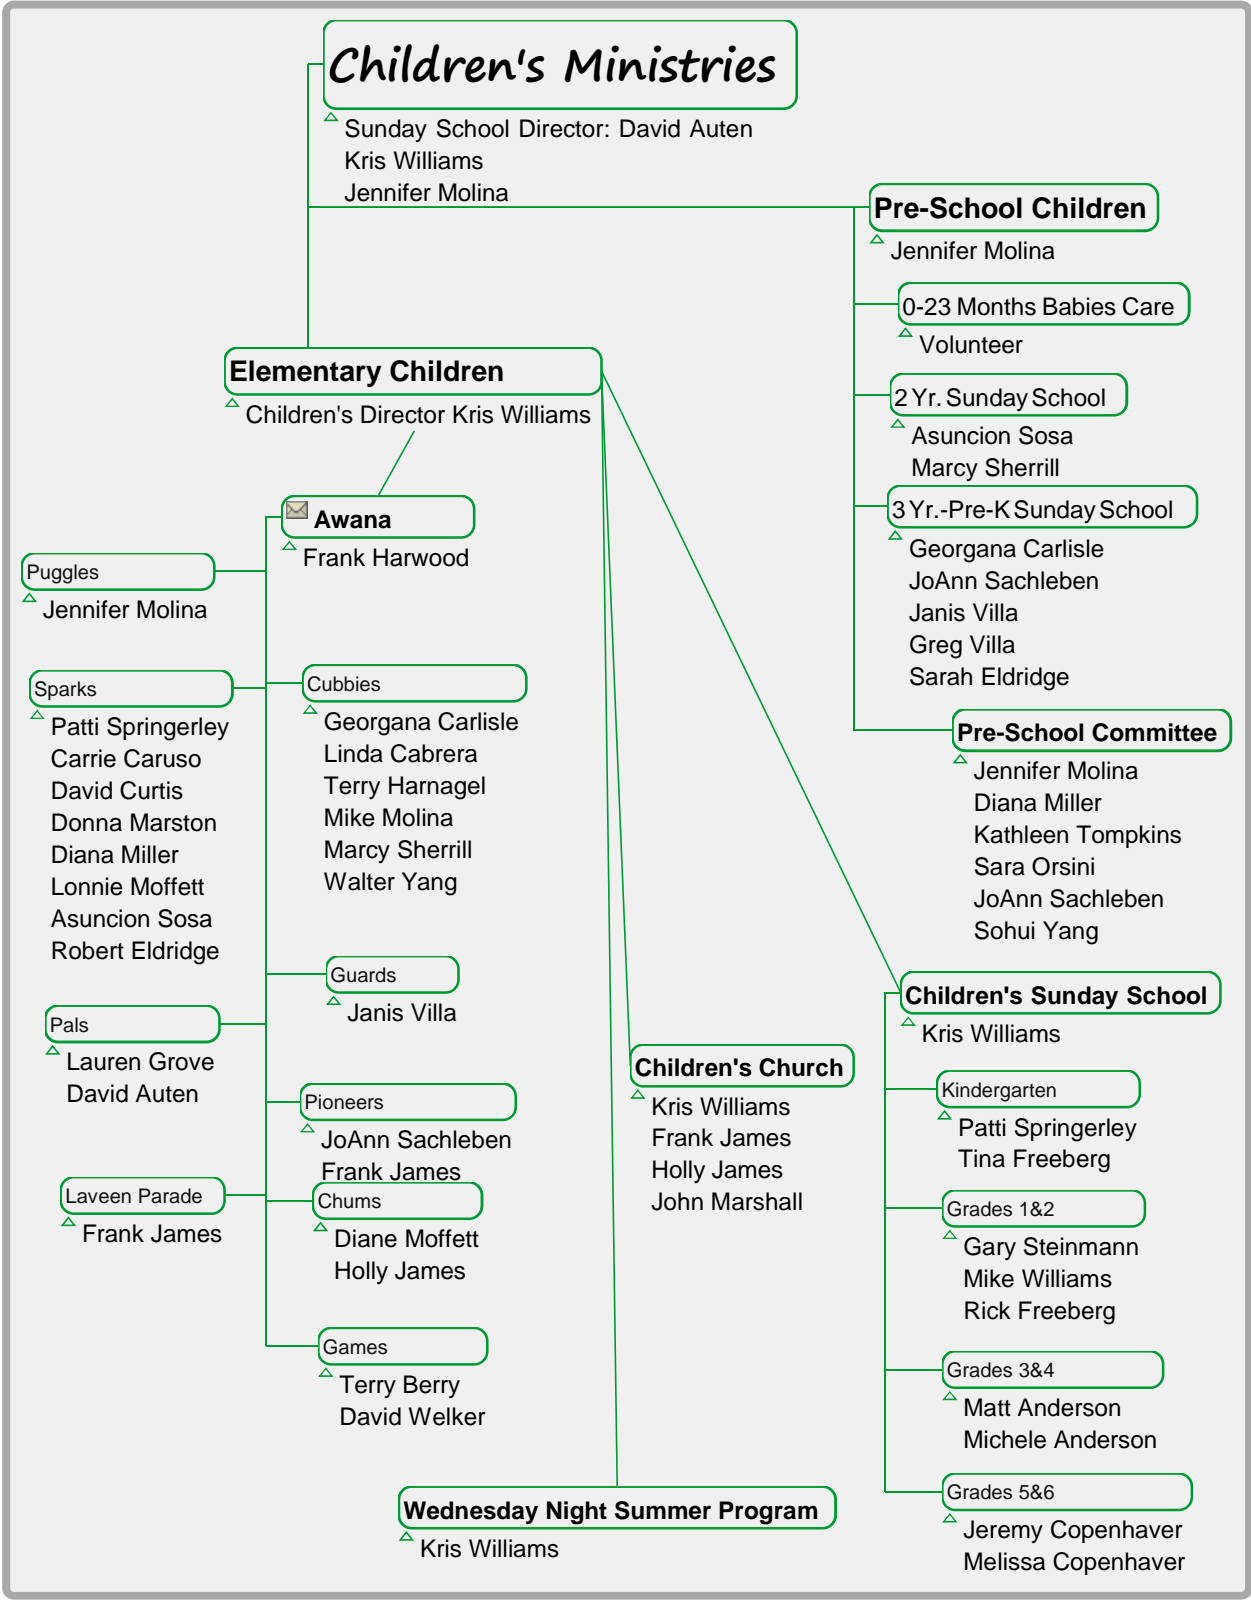 Children's Ministries
Sunday School Director: David Auten
Kris Williams
Jennifer Molina
Pre-School Children
Jennifer Molina
0-23 Months Babies Care
Volunteer
2 Yr. Sunday School
Asuncion Sosa
Marcy Sherrill
3 Yr.-Pre-K Sunday School
Georgana Carlisle
JoAnn Sachleben
Janis Villa
Greg Villa
Sarah Eldridge
Pre-School Committee
Jennifer Molina
Diana Miller
Kathleen Tompkins
Sara Orsini
JoAnn Sachleben
Sohui Yang
Elementary Children
Children's Director Kris Williams
Awana
Frank Harwood
Puggles
Jennifer Molina
Sparks
Patti Springerley
Carrie Caruso
David Curtis
Donna Marston
Diana Miller
Lonnie Moffett
Asuncion Sosa
Robert Eldridge
Cubbies
Georgana Carlisle
Linda Cabrera
Terry Harnagel
Mike Molina
Marcy Sherrill
Walter Yang
Guards
Janis Villa
Pals
Lauren Grove
David Auten
Pioneers
JoAnn Sachleben
Frank James
Laveen Parade
Frank James
Chums
Diane Moffett
Holly James
Games
Terry Berry
David Welker
Children's Church
Kris Williams
Frank James
Holly James
John Marshall
Wednesday Night Summer Program
Kris Williams
Children's Sunday School
Kris Williams
Kindergarten
Patti Springerley
Tina Freeberg
Grades 1&2
Gary Steinmann
Mike Williams
Rick Freeberg
Grades 3&4
Matt Anderson
Michele Anderson
Grades 5&6
Jeremy Copenhaver
Melissa Copenhaver